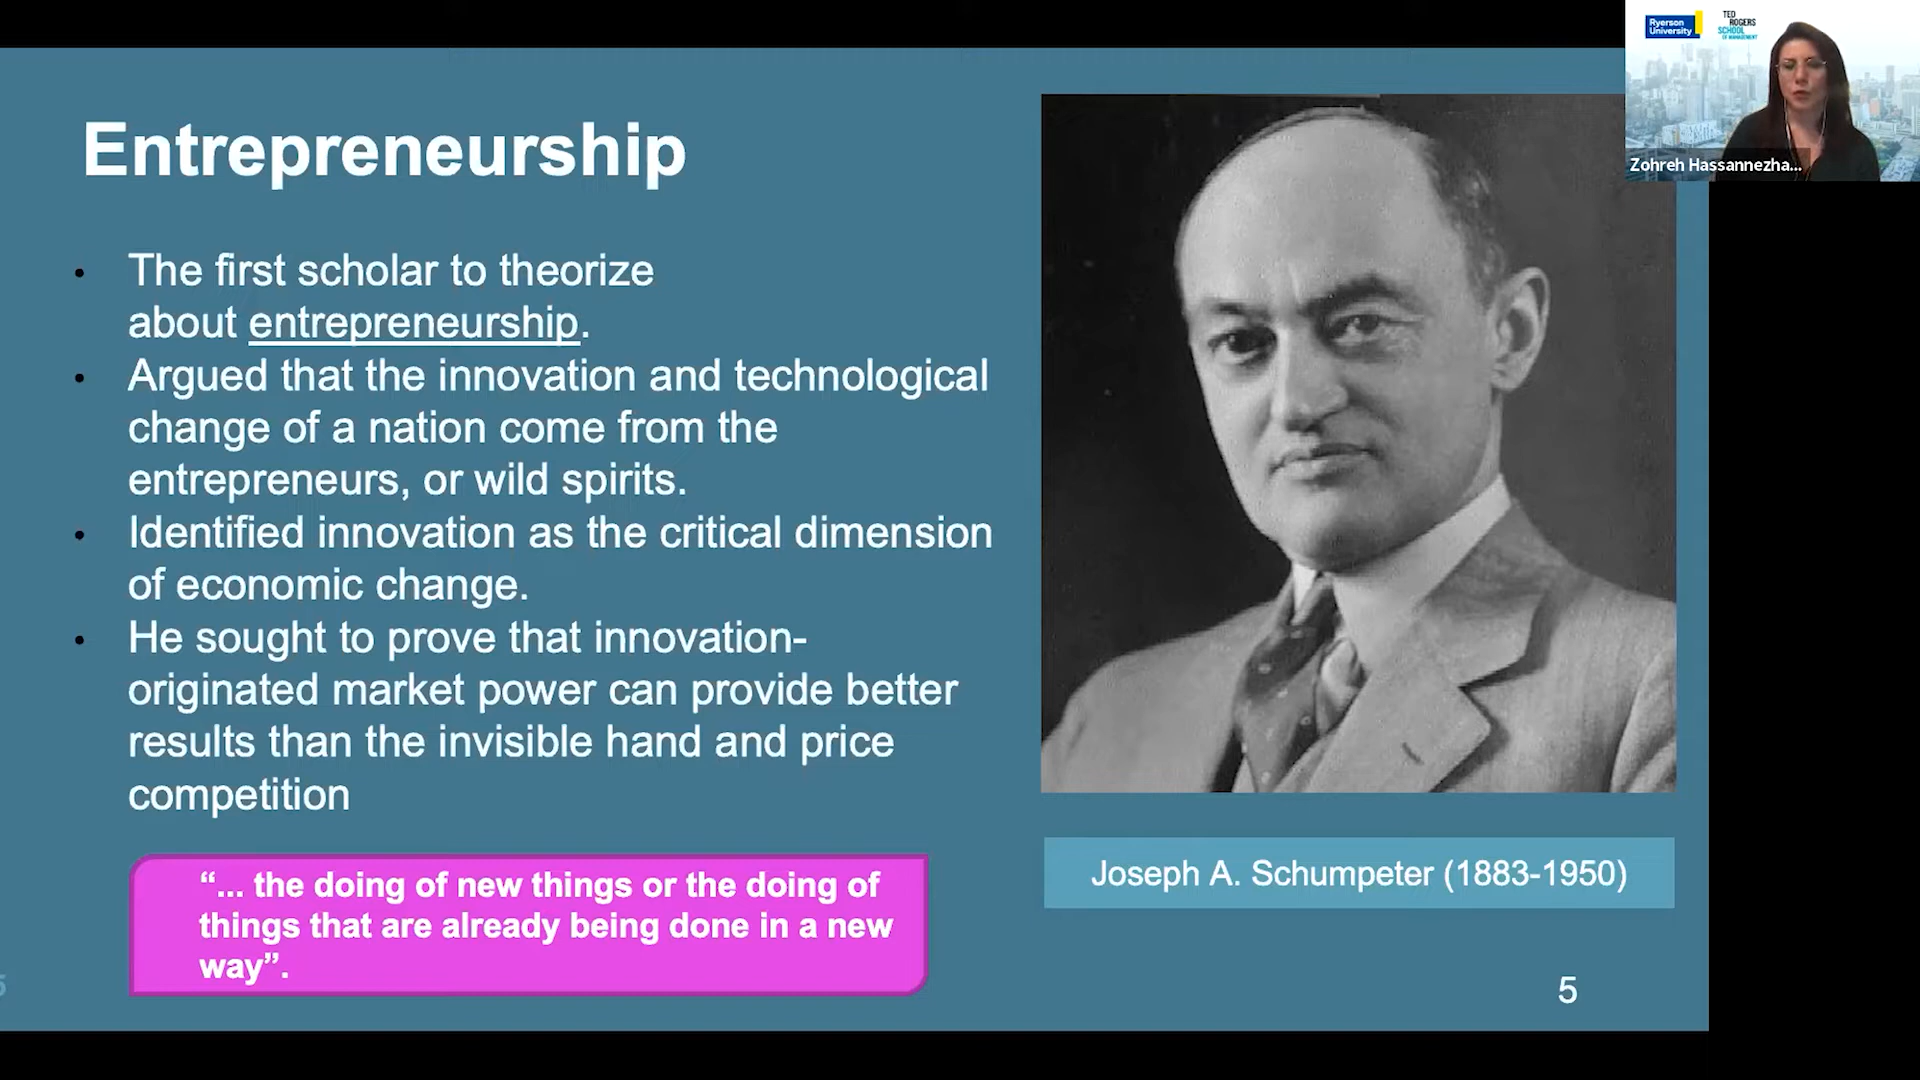 Ryerson
University
TED
ROGERS
SCHOOL
OF MANAGEMENT
Zohreh Hassannezha...
Entrepreneurship
• The first scholar to theorize
about entrepreneurship.
• Argued that the innovation and technological
change of a nation come from the
entrepreneurs, or wild spirits.
• Identified innovation as the critical dimension
of economic change.
• He sought to prove that innovation-
originated market power can provide better
results than the invisible hand and price
competition
“... the doing of new things or the doing of
things that are already being done in a new
way”.
Joseph A. Schumpeter (1883-1950)
5
5